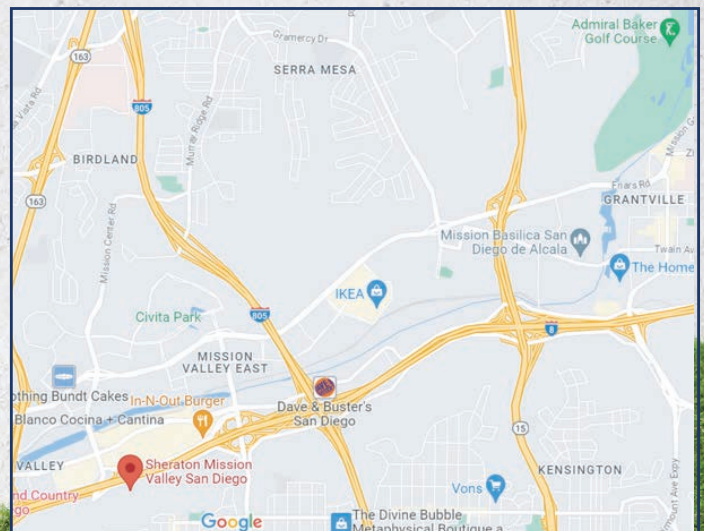 Admiral Baker
Golf Course
Gramercy Dr
163
SERRA MESA
805
Murray Ridge Rd
BIRDLAND
Friars Rd
GRANTVILLE
163
Mission Center Rd
Mission Basilica San
Diego de Alcala
Twain Av
The Home
IKEA
Civita Park
805
8
MISSION
VALLEY EAST
othing Bundt Cakes
In-N-Out Burger
Dave & Buster's
San Diego
Blanco Cocina + Cantina
15
VALLEY
Sheraton Mission
Valley San Diego
KENSINGTON
nd Country
go
Vons
Google
The Divine Bubble
Metaphysical Boutique a